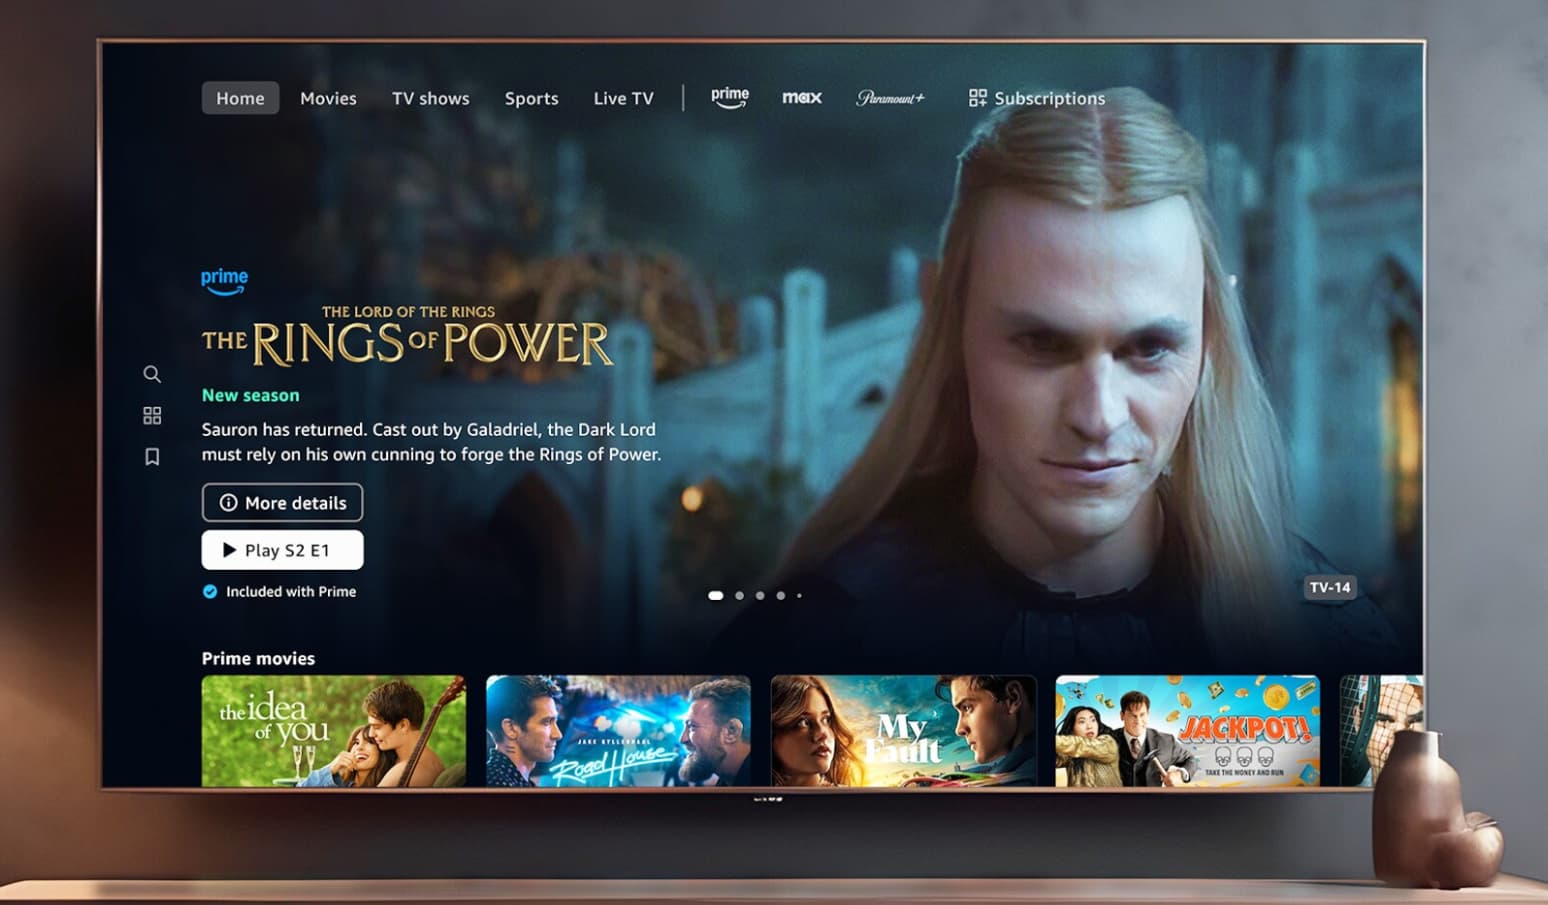 Home Movies TV shows Sports Live TV prime max Paramount+ Subscriptions
prime
THE LORD OF THE RINGS
THE RINGS OF POWER
New season
Sauron has returned. Cast out by Galadriel, the Dark Lord
must rely on his own cunning to forge the Rings of Power.
More details
Play S2 E1
Included with Prime
TV-14
Prime movies
the idea
of you
JAKE GYLLENHAAL
Road House
My
Fault
JACKPOT!
TAKE THE MONEY AND RUN